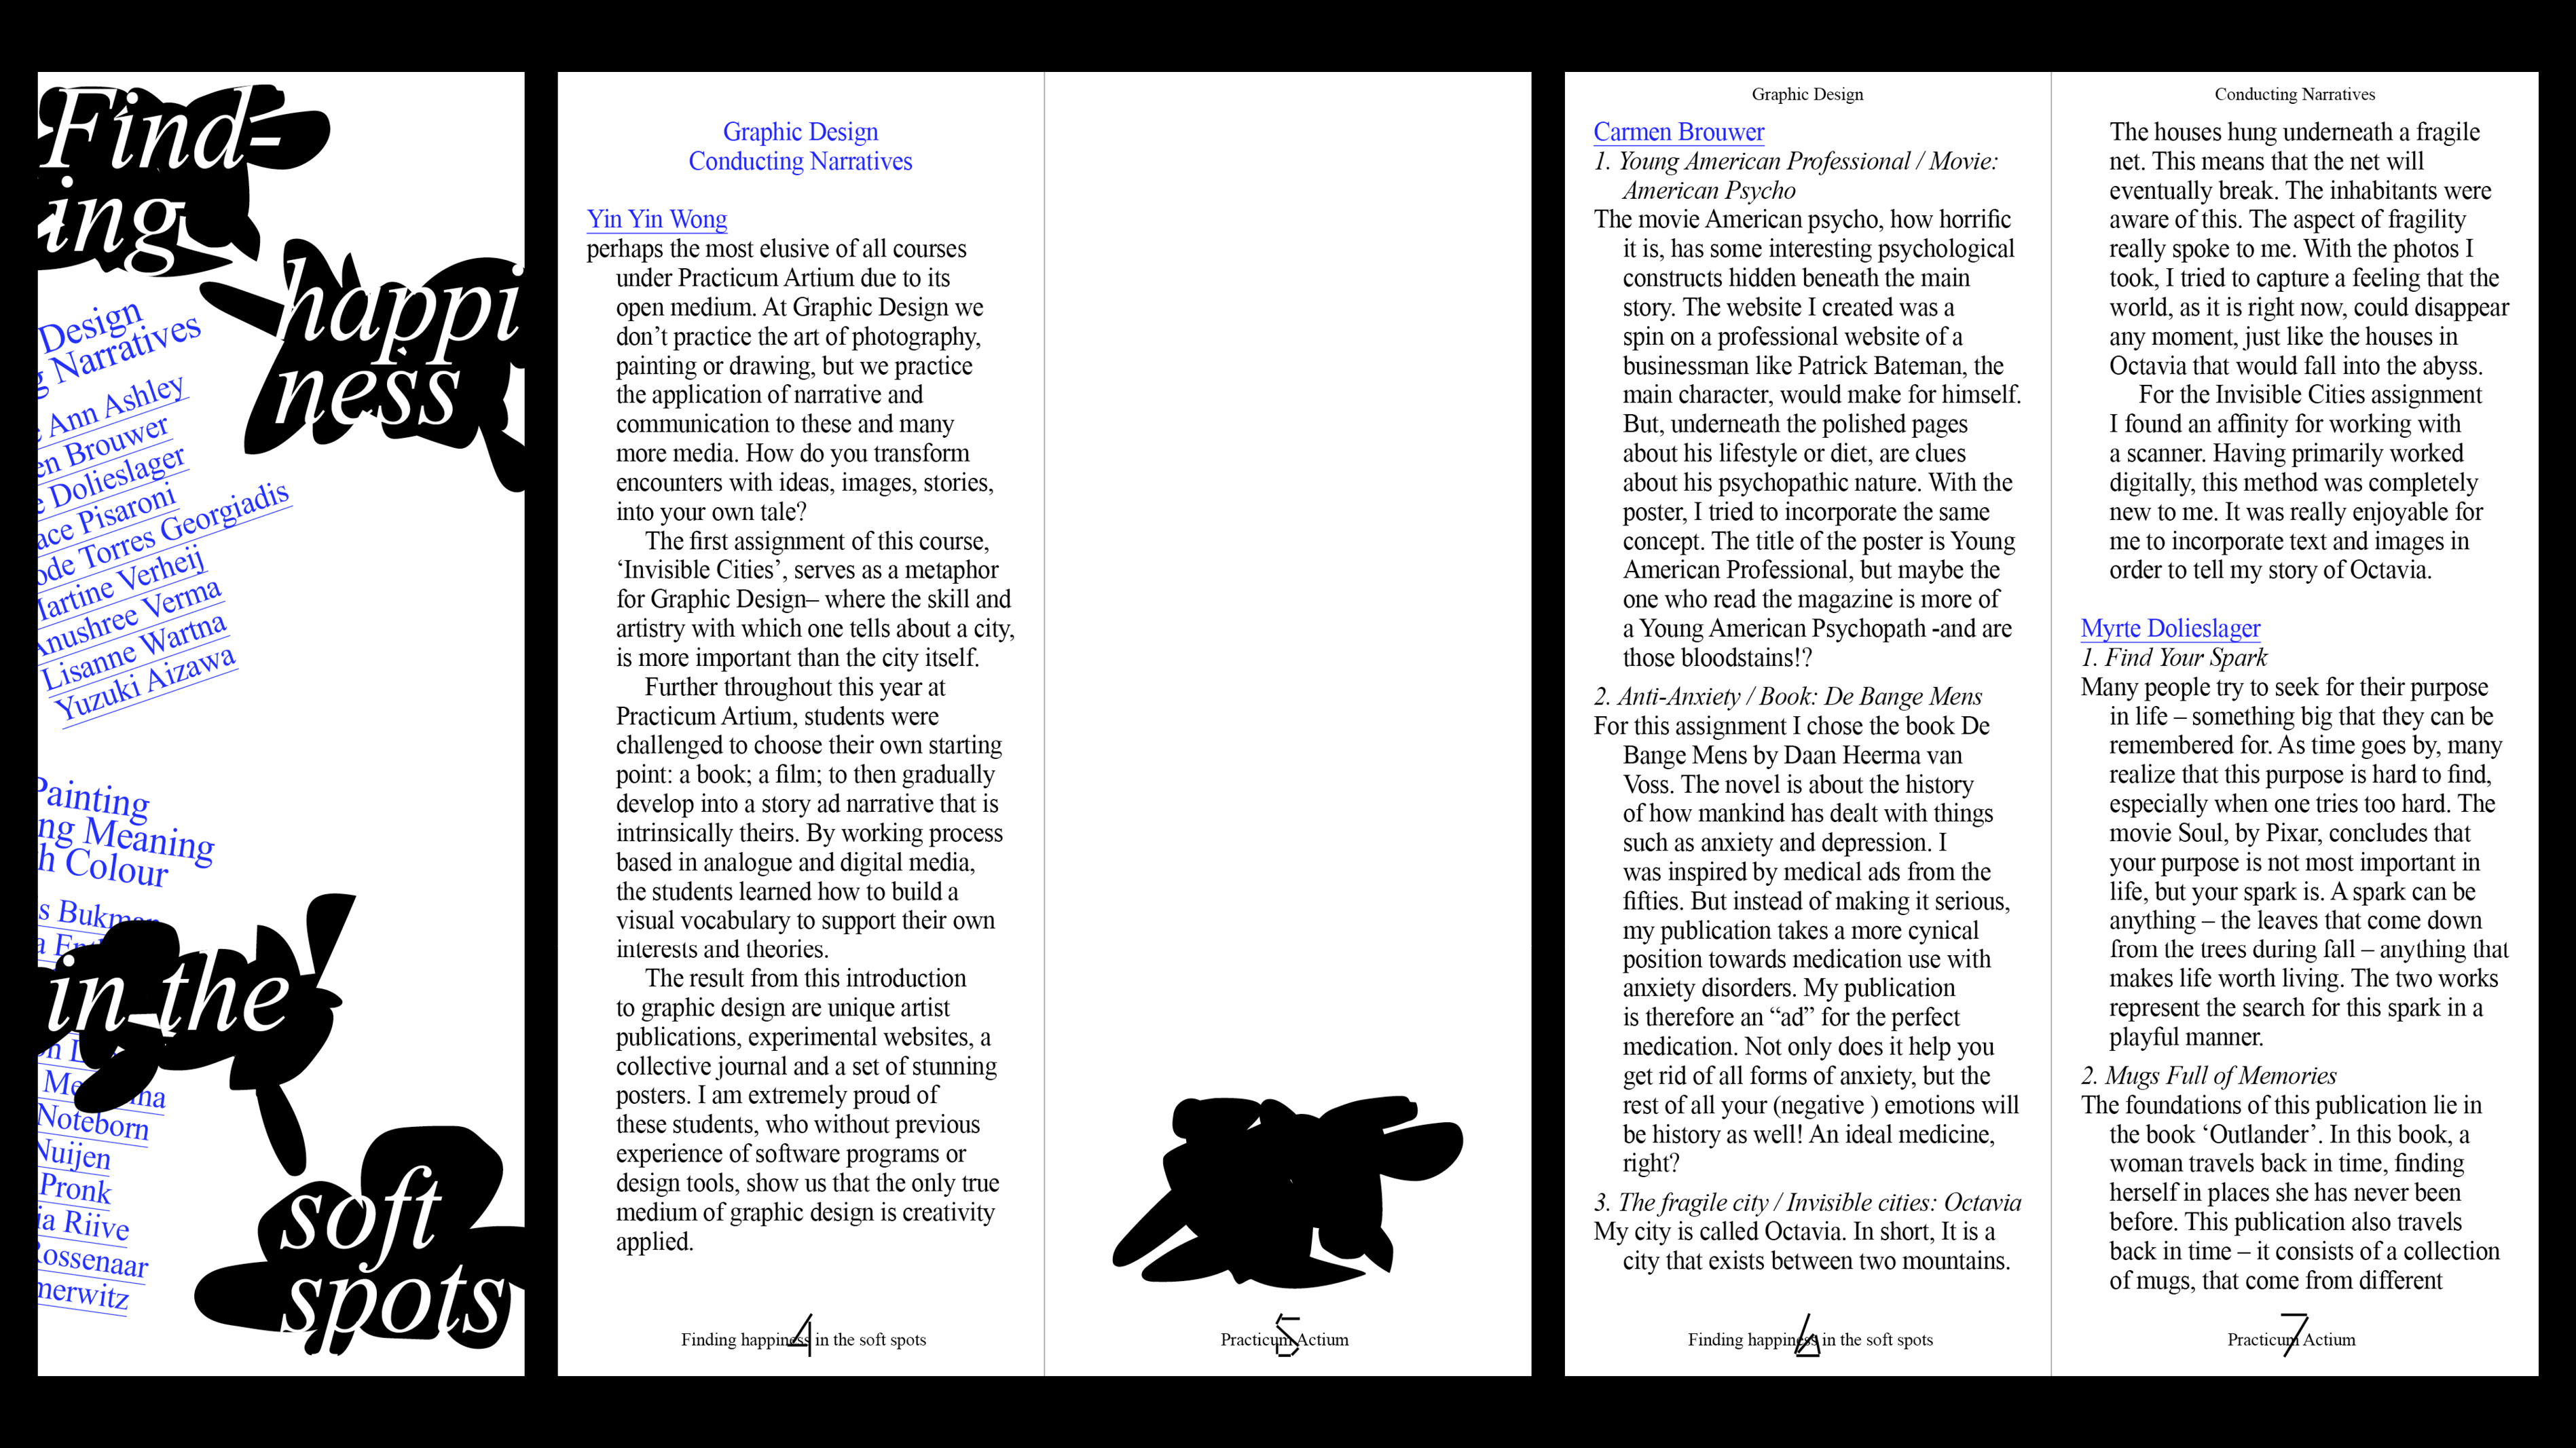 Find-
ing
happi
ness
Design
Narratives
Ann Ashley
Brouwer
Dolieslager
Pisaroni
Torres Georgiadis
Martine Verheij
Anushree Verma
Lisanne Wartna
Yuzuki Aizawa
Painting
Meaning
Colour
in the
Noteborn
Nuijen
Pronk
Riive
soft
spots
Graphic Design
Conducting Narratives
Yin Yin Wong
perhaps the most elusive of all courses
under Practicum Artium due to its
open medium. At Graphic Design we
don’t practice the art of photography,
painting or drawing, but we practice
the application of narrative and
communication to these and many
more media. How do you transform
encounters with ideas, images, stories,
into your own tale?
The first assignment of this course,
‘Invisible Cities’, serves as a metaphor
for Graphic Design– where the skill and
artistry with which one tells about a city,
is more important than the city itself.
Further throughout this year at
Practicum Artium, students were
challenged to choose their own starting
point: a book; a film; to then gradually
develop into a story ad narrative that is
intrinsically theirs. By working process
based in analogue and digital media,
the students learned how to build a
visual vocabulary to support their own
interests and theories.
The result from this introduction
to graphic design are unique artist
publications, experimental websites, a
collective journal and a set of stunning
posters. I am extremely proud of
these students, who without previous
experience of software programs or
design tools, show us that the only true
medium of graphic design is creativity
applied.
Finding happiness in the soft spots
4
Practicum Actium
5
Graphic Design
Carmen Brouwer
1. Young American Professional / Movie:
American Psycho
The movie American psycho, how horrific
it is, has some interesting psychological
constructs hidden beneath the main
story. The website I created was a
spin on a professional website of a
businessman like Patrick Bateman, the
main character, would make for himself.
But, underneath the polished pages
about his lifestyle or diet, are clues
about his psychopathic nature. With the
poster, I tried to incorporate the same
concept. The title of the poster is Young
American Professional, but maybe the
one who read the magazine is more of
a Young American Psychopath -and are
those bloodstains!?
2. Anti-Anxiety / Book: De Bange Mens
For this assignment I chose the book De
Bange Mens by Daan Heerma van
Voss. The novel is about the history
of how mankind has dealt with things
such as anxiety and depression. I
was inspired by medical ads from the
fifties. But instead of making it serious,
my publication takes a more cynical
position towards medication use with
anxiety disorders. My publication
is therefore an “ad” for the perfect
medication. Not only does it help you
get rid of all forms of anxiety, but the
rest of all your (negative ) emotions will
be history as well! An ideal medicine,
right?
3. The fragile city / Invisible cities: Octavia
My city is called Octavia. In short, It is a
city that exists between two mountains.
Finding happiness in the soft spots
6
Conducting Narratives
The houses hung underneath a fragile
net. This means that the net will
eventually break. The inhabitants were
aware of this. The aspect of fragility
really spoke to me. With the photos I
took, I tried to capture a feeling that the
world, as it is right now, could disappear
any moment, just like the houses in
Octavia that would fall into the abyss.
For the Invisible Cities assignment
I found an affinity for working with
a scanner. Having primarily worked
digitally, this method was completely
new to me. It was really enjoyable for
me to incorporate text and images in
order to tell my story of Octavia.
Myrte Dolieslager
1. Find Your Spark
Many people try to seek for their purpose
in life – something big that they can be
remembered for. As time goes by, many
realize that this purpose is hard to find,
especially when one tries too hard. The
movie Soul, by Pixar, concludes that
your purpose is not most important in
life, but your spark is. A spark can be
anything – the leaves that come down
from the trees during fall – anything that
makes life worth living. The two works
represent the search for this spark in a
playful manner.
2. Mugs Full of Memories
The foundations of this publication lie in
the book ‘Outlander’. In this book, a
woman travels back in time, finding
herself in places she has never been
before. This publication also travels
back in time – it consists of a collection
of mugs, that come from different
Practicum Actium
7